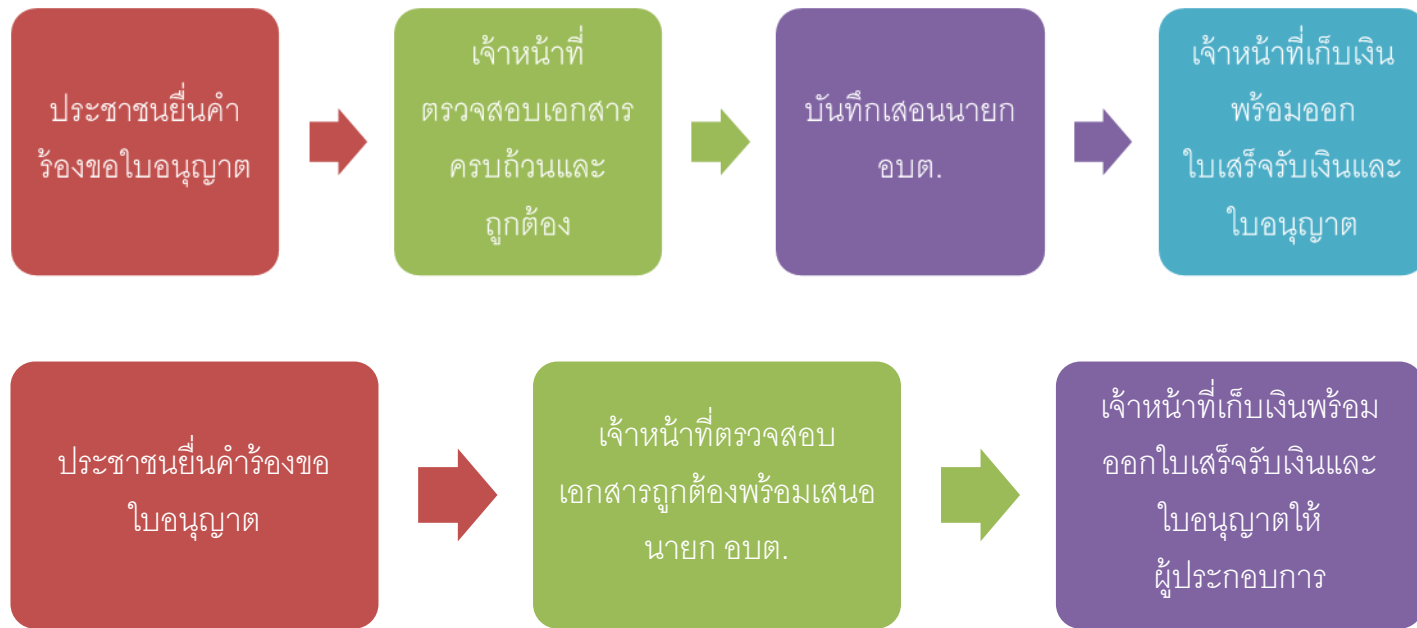 ประชาชนยื่นคำ
ร้องขอใบอนุญาต
เจ้าหน้าที่
ตรวจสอบเอกสาร
ครบถ้วนและ
ถูกต้อง
บันทึกเสอนนายก
อบต.
เจ้าหน้าที่เก็บเงิน
พร้อมออก
ใบเสร็จรับเงินและ
ใบอนุญาต
ประชาชนยื่นคำร้องขอ
ใบอนุญาต
เจ้าหน้าที่ตรวจสอบ
เอกสารถูกต้องพร้อมเสนอ
นายก อบต.
เจ้าหน้าที่เก็บเงินพร้อม
ออกใบเสร็จรับเงินและ
ใบอนุญาตให้
ผู้ประกอบการ